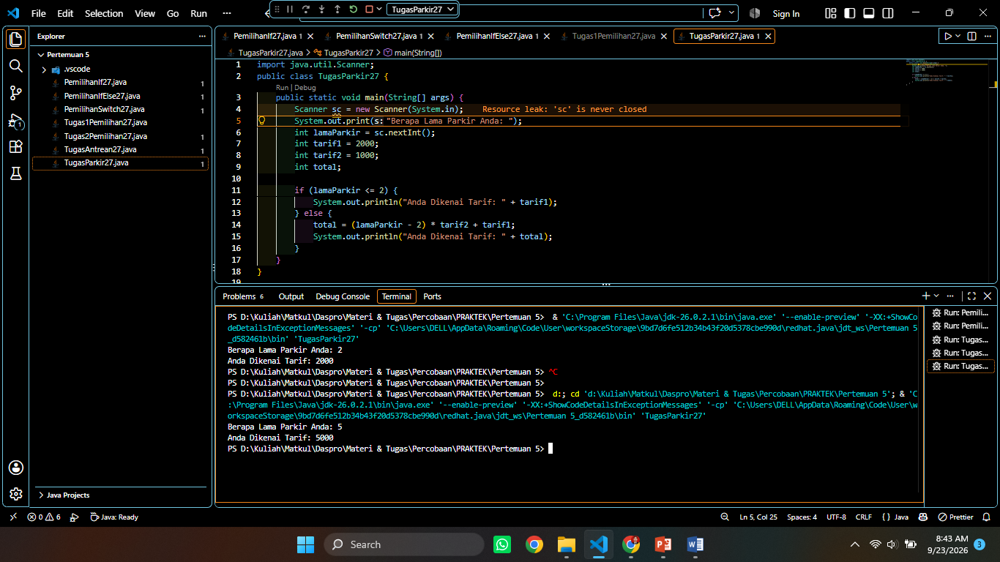 File Edit Selection View Go Run ··· TugasParkir27 Sign In
Explorer ···
Pertemuan 5
.vscode
PemilihanIf27.java 1
PemilihanIfElse27.java 1
PemilihanSwitch27.java 1
Tugas1Pemilihan27.java
Tugas2Pemilihan27.java 1
TugasAntrean27.java 1
TugasParkir27.java 1
Java Projects
1
PemilihanIf27.java 1 PemilihanSwitch27.java 1 PemilihanIfElse27.java 1 Tugas1Pemilihan27.java TugasParkir27.java 1
TugasParkir27.java > TugasParkir27 > main(String[])
1 import java.util.Scanner;
2 public class TugasParkir27 {
Run | Debug
3 public static void main(String[] args) {
4 Scanner sc = new Scanner(System.in); Resource leak: 'sc' is never closed
5 System.out.print(s: "Berapa Lama Parkir Anda: ");
6 int lamaParkir = sc.nextInt();
7 int tarif1 = 2000;
8 int tarif2 = 1000;
9 int total;
10
11 if (lamaParkir <= 2) {
12 System.out.println("Anda Dikenai Tarif: " + tarif1);
13 } else {
14 total = (lamaParkir - 2) * tarif2 + tarif1;
15 System.out.println("Anda Dikenai Tarif: " + total);
16 }
17 }
18 }
19
Problems 6 Output Debug Console Terminal Ports
PS D:\Kuliah\Matkul\Daspro\Materi & Tugas\Percobaan\PRAKTEK\Pertemuan 5> & 'C:\Program Files\Java\jdk-26.0.2.1\bin\java.exe' '--enable-preview' '-XX:+ShowCo
deDetailsInExceptionMessages' '-cp' 'C:\Users\DELL\AppData\Roaming\Code\User\workspaceStorage\9bd7d6fe512b34b43f20d5378cbe990d\redhat.java\jdt_ws\Pertemuan 5
_d582461b\bin' 'TugasParkir27'
Berapa Lama Parkir Anda: 2
Anda Dikenai Tarif: 2000
PS D:\Kuliah\Matkul\Daspro\Materi & Tugas\Percobaan\PRAKTEK\Pertemuan 5> ^C
PS D:\Kuliah\Matkul\Daspro\Materi & Tugas\Percobaan\PRAKTEK\Pertemuan 5>
PS D:\Kuliah\Matkul\Daspro\Materi & Tugas\Percobaan\PRAKTEK\Pertemuan 5> d:; cd 'd:\Kuliah\Matkul\Daspro\Materi & Tugas\Percobaan\PRAKTEK\Pertemuan 5'; & 'C
:\Program Files\Java\jdk-26.0.2.1\bin\java.exe' '--enable-preview' '-XX:+ShowCodeDetailsInExceptionMessages' '-cp' 'C:\Users\DELL\AppData\Roaming\Code\User\w
orkspaceStorage\9bd7d6fe512b34b43f20d5378cbe990d\redhat.java\jdt_ws\Pertemuan 5_d582461b\bin' 'TugasParkir27'
Berapa Lama Parkir Anda: 5
Anda Dikenai Tarif: 5000
PS D:\Kuliah\Matkul\Daspro\Materi & Tugas\Percobaan\PRAKTEK\Pertemuan 5>
Run: Pemili...
Run: Pemili...
Run: Tugas...
Run: Tugas...
Run: Tugas...
0 6 Java: Ready Ln 5, Col 25 Spaces: 4 UTF-8 CRLF {} Java Prettier
Search
8:43 AM
9/23/2026
3